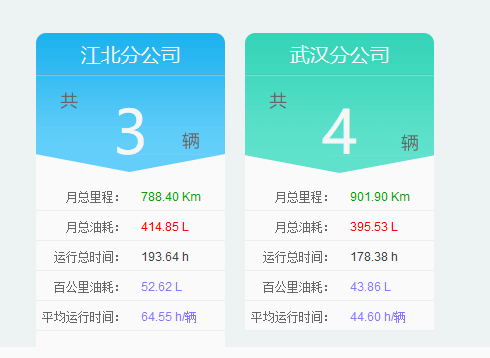 江北分公司
共
3
辆
月总里程： 788.40 Km
月总油耗： 414.85 L
运行总时间： 193.64 h
百公里油耗： 52.62 L
平均运行时间： 64.55 h/辆
武汉分公司
共
4
辆
月总里程： 901.90 Km
月总油耗： 395.53 L
运行总时间： 178.38 h
百公里油耗： 43.86 L
平均运行时间： 44.60 h/辆